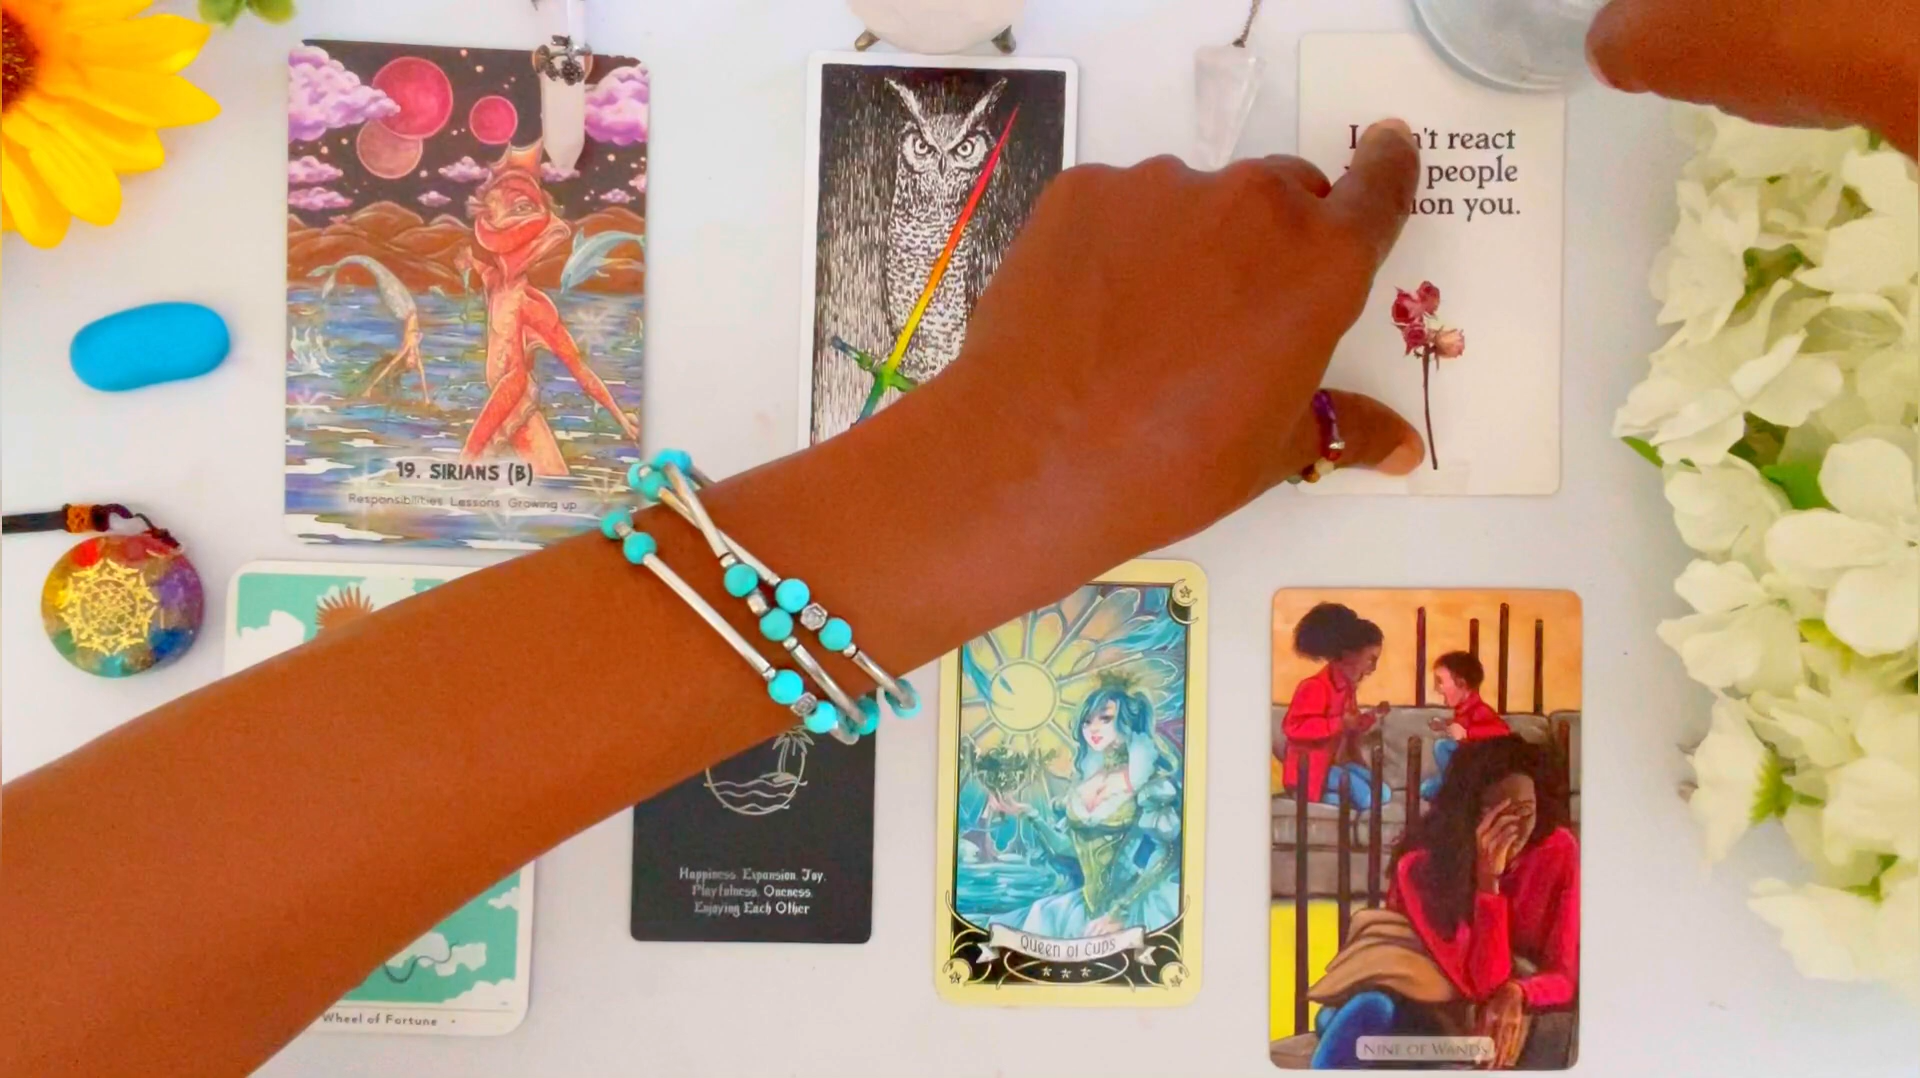 I n't react
people
ion you.
19. SIRIANS (B)
Responsibilities Lessons Growing up
Happiness. Expansion. Joy.
Playfulness. Oneness.
Enjoying Each Other
Queen of Cups
Wheel of Fortune
NINE OF WANDS